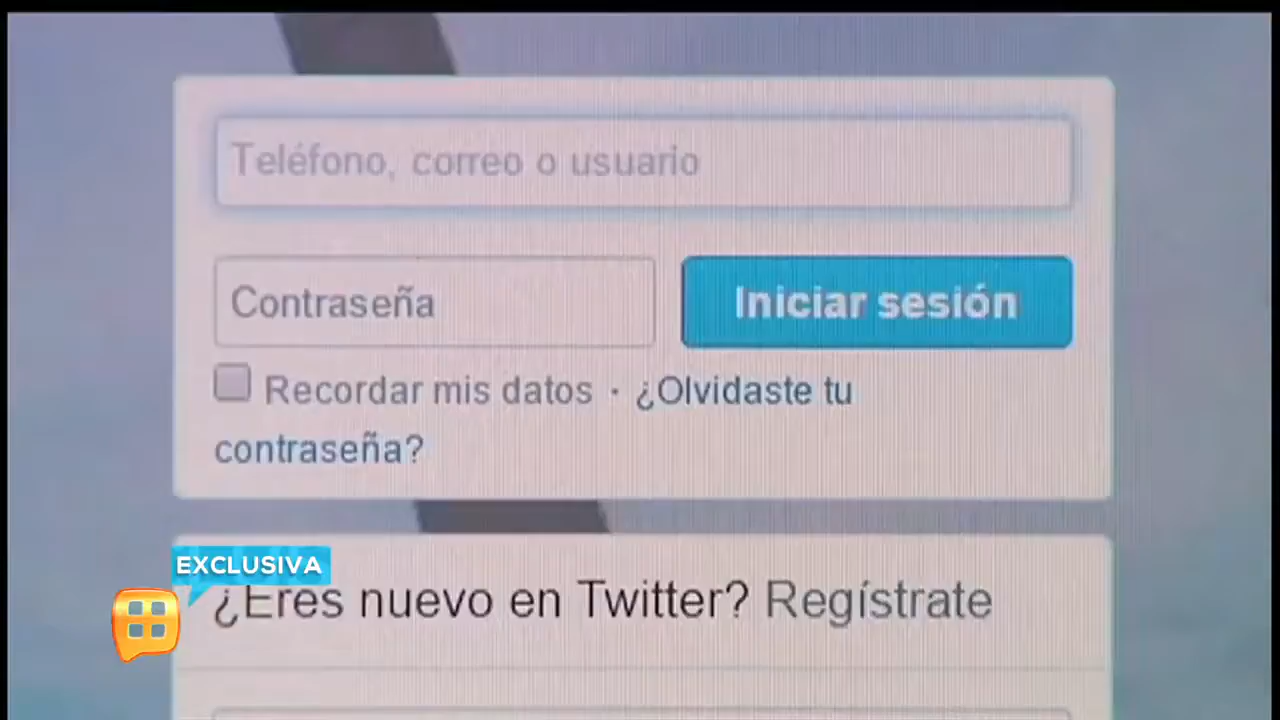 Teléfono, correo o usuario
Contraseña
Iniciar sesión
Recordar mis datos · ¿Olvidaste tu
contraseña?
EXCLUSIVA
¿Eres nuevo en Twitter? Regístrate